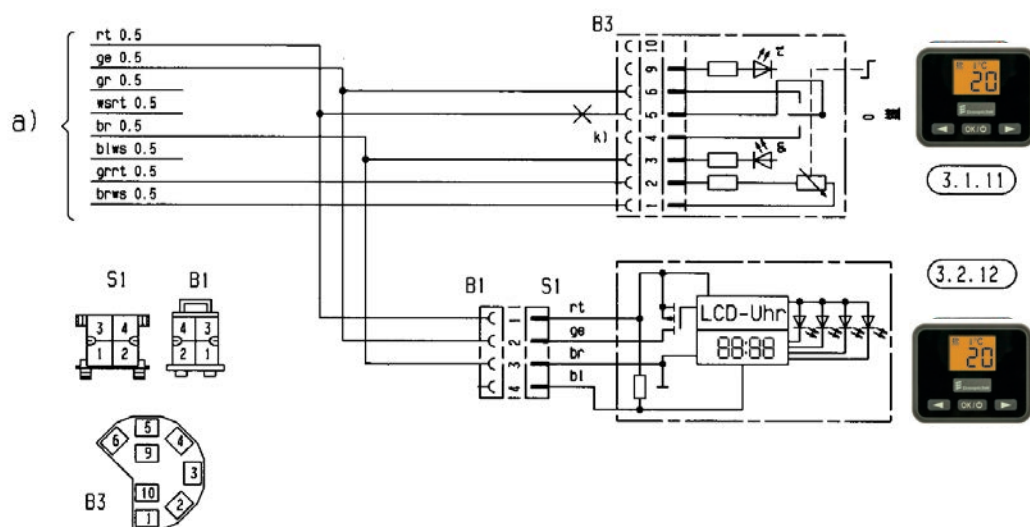 a)
rt 0.5
ge 0.5
gr 0.5
wsrt 0.5
br 0.5
blws 0.5
grrt 0.5
brws 0.5
B3
10
9
6
5
4
3
2
1
k)
0
°C
20
OK/
3.1.11
3.2.12
S1
3 4
1 2
B1
4 3
2 1
B1
S1
1
2
3
4
rt
ge
br
bl
LCD-Uhr
88:88
°C
20
OK/
B3
6
5
4
9
3
10
2
1